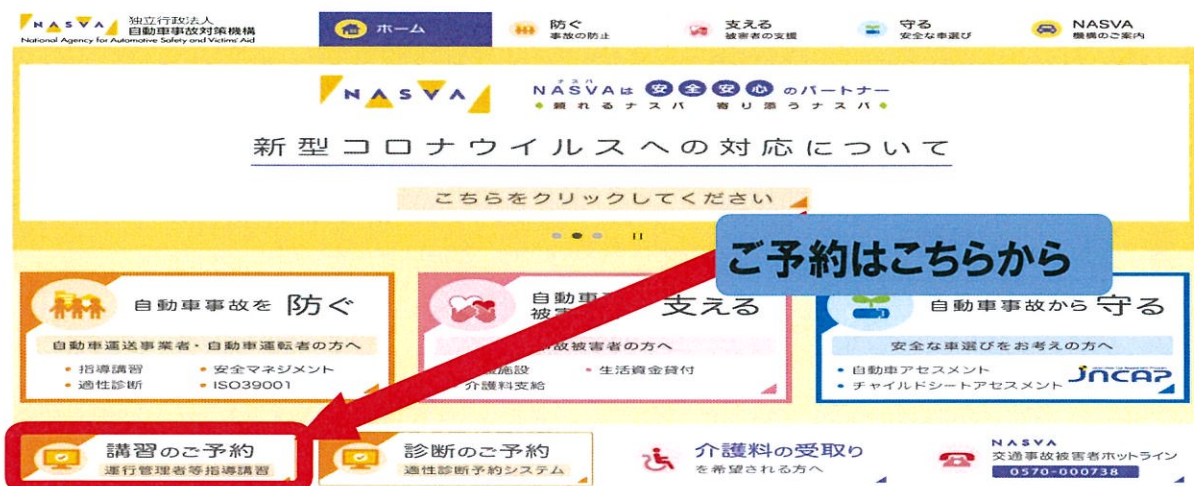 NASVA 独立行政法人
自動車事故対策機構
National Agency for Automotive Safety and Victims' Aid
ホーム
防ぐ
事故の防止
支える
被害者の支援
守る
安全な車選び
NASVA
機構のご案内
NASVA
ナスバ
NASVAは 安全安心 のパートナー
頼れるナスバ 寄り添うナスバ
新型コロナウイルスへの対応について
こちらをクリックしてください
ご予約はこちらから
自動車事故を 防ぐ
自動車運送事業者・自動車運転者の方へ
・指導講習 ・安全マネジメント
・適性診断 ・ISO39001
自動車
被害 支える
故被害者の方へ
施設 ・生活資金貸付
介護料支給
自動車事故から 守る
安全な車選びをお考えの方へ
・自動車アセスメント
・チャイルドシートアセスメント
JNCAP
講習のご予約
運行管理者等指導講習
診断のご予約
適性診断予約システム
介護料の受取り
を希望される方へ
NASVA
交通事故被害者ホットライン
0570-000738